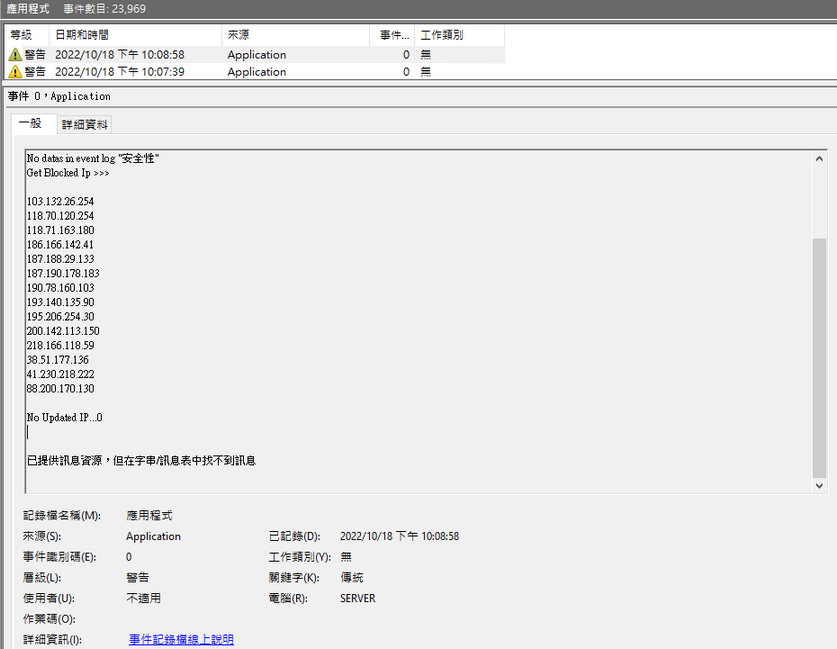 應用程式 事件數目: 23,969
等級 日期和時間 來源 事件... 工作類別
警告 2022/10/18 下午 10:08:58 Application 0 無
警告 2022/10/18 下午 10:07:39 Application 0 無
事件 0，Application
一般 詳細資料
No datas in event log "安全性"
Get Blocked Ip >>>
103.132.26.254
118.70.120.254
118.71.163.180
186.166.142.41
187.188.29.133
187.190.178.183
190.78.160.103
193.140.135.90
195.206.254.30
200.142.113.150
218.166.118.59
38.51.177.136
41.230.218.222
88.200.170.130
No Updated IP...0
已提供訊息資源，但在字串/訊息表中找不到訊息
記錄檔名稱(M): 應用程式
來源(S): Application 已記錄(D): 2022/10/18 下午 10:08:58
事件識別碼(E): 0 工作類別(Y): 無
層級(L): 警告 關鍵字(K): 傳統
使用者(U): 不適用 電腦(R): SERVER
作業碼(O):
詳細資訊(I): 事件記錄檔線上說明